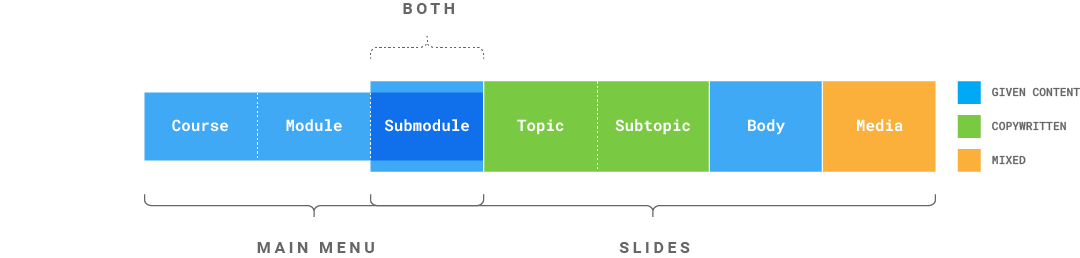 BOTH
Course Module Submodule Topic Subtopic Body Media
GIVEN CONTENT
COPYWRITTEN
MIXED
MAIN MENU SLIDES